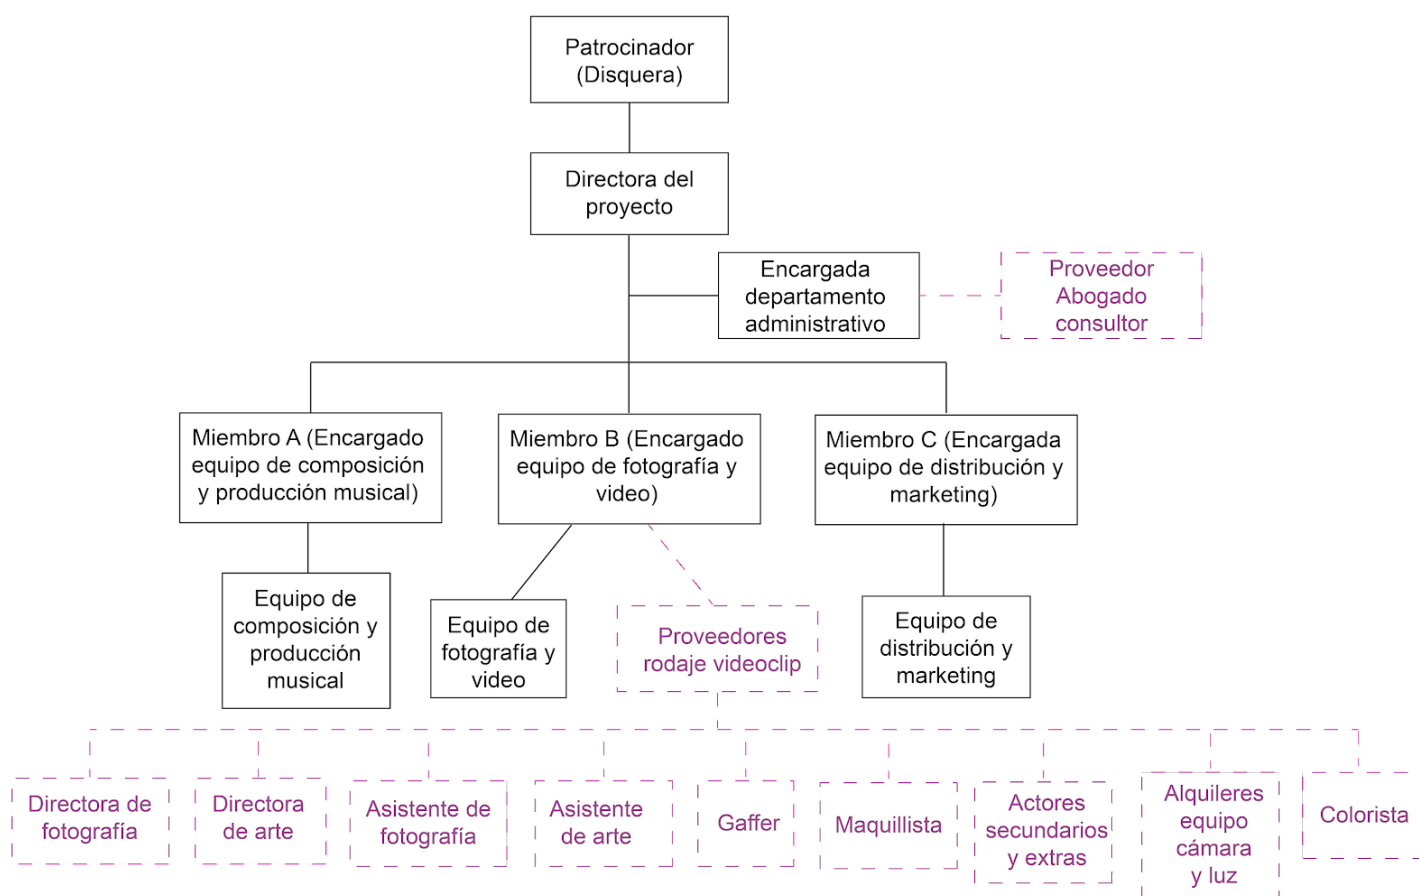 Patrocinador
(Disquera)
Directora del
proyecto
Encargada
departamento
administrativo
Proveedor
Abogado
consultor
Miembro A (Encargado
equipo de composición
y producción musical)
Miembro B (Encargado
equipo de fotografía y
video)
Miembro C (Encargada
equipo de distribución y
marketing)
Equipo de
composición y
producción
musical
Equipo de
fotografía y
video
Proveedores
rodaje videoclip
Equipo de
distribución y
marketing
Directora de
fotografía
Directora
de arte
Asistente de
fotografía
Asistente
de arte
Gaffer
Maquillista
Actores
secundarios
y extras
Alquileres
equipo
cámara
y luz
Colorista